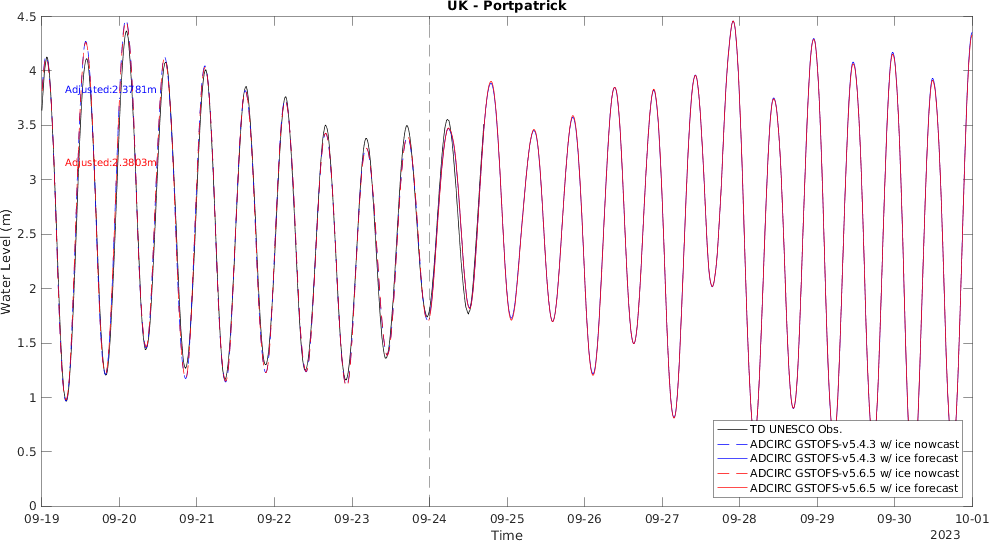 UK - Portpatrick
4.5
4
3.5
3
2.5
2
1.5
1
0.5
0
Water Level (m)
Adjusted:2.3781m
Adjusted:2.3803m
TD UNESCO Obs.
ADCIRC GSTOFS-v5.4.3 w/ ice nowcast
ADCIRC GSTOFS-v5.4.3 w/ ice forecast
ADCIRC GSTOFS-v5.6.5 w/ ice nowcast
ADCIRC GSTOFS-v5.6.5 w/ ice forecast
09-19 09-20 09-21 09-22 09-23 09-24 09-25 09-26 09-27 09-28 09-29 09-30 10-01
Time
2023